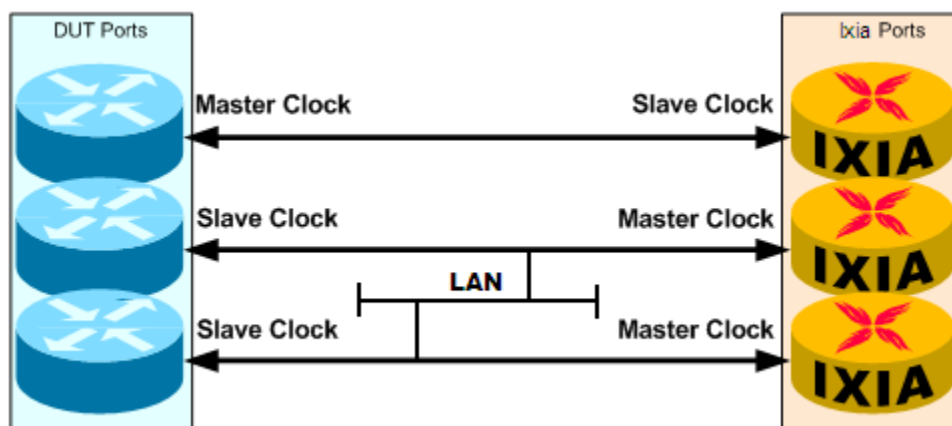 DUT Ports
Ixia Ports
Master Clock
Slave Clock
IXIA
Slave Clock
Master Clock
IXIA
LAN
Slave Clock
Master Clock
IXIA